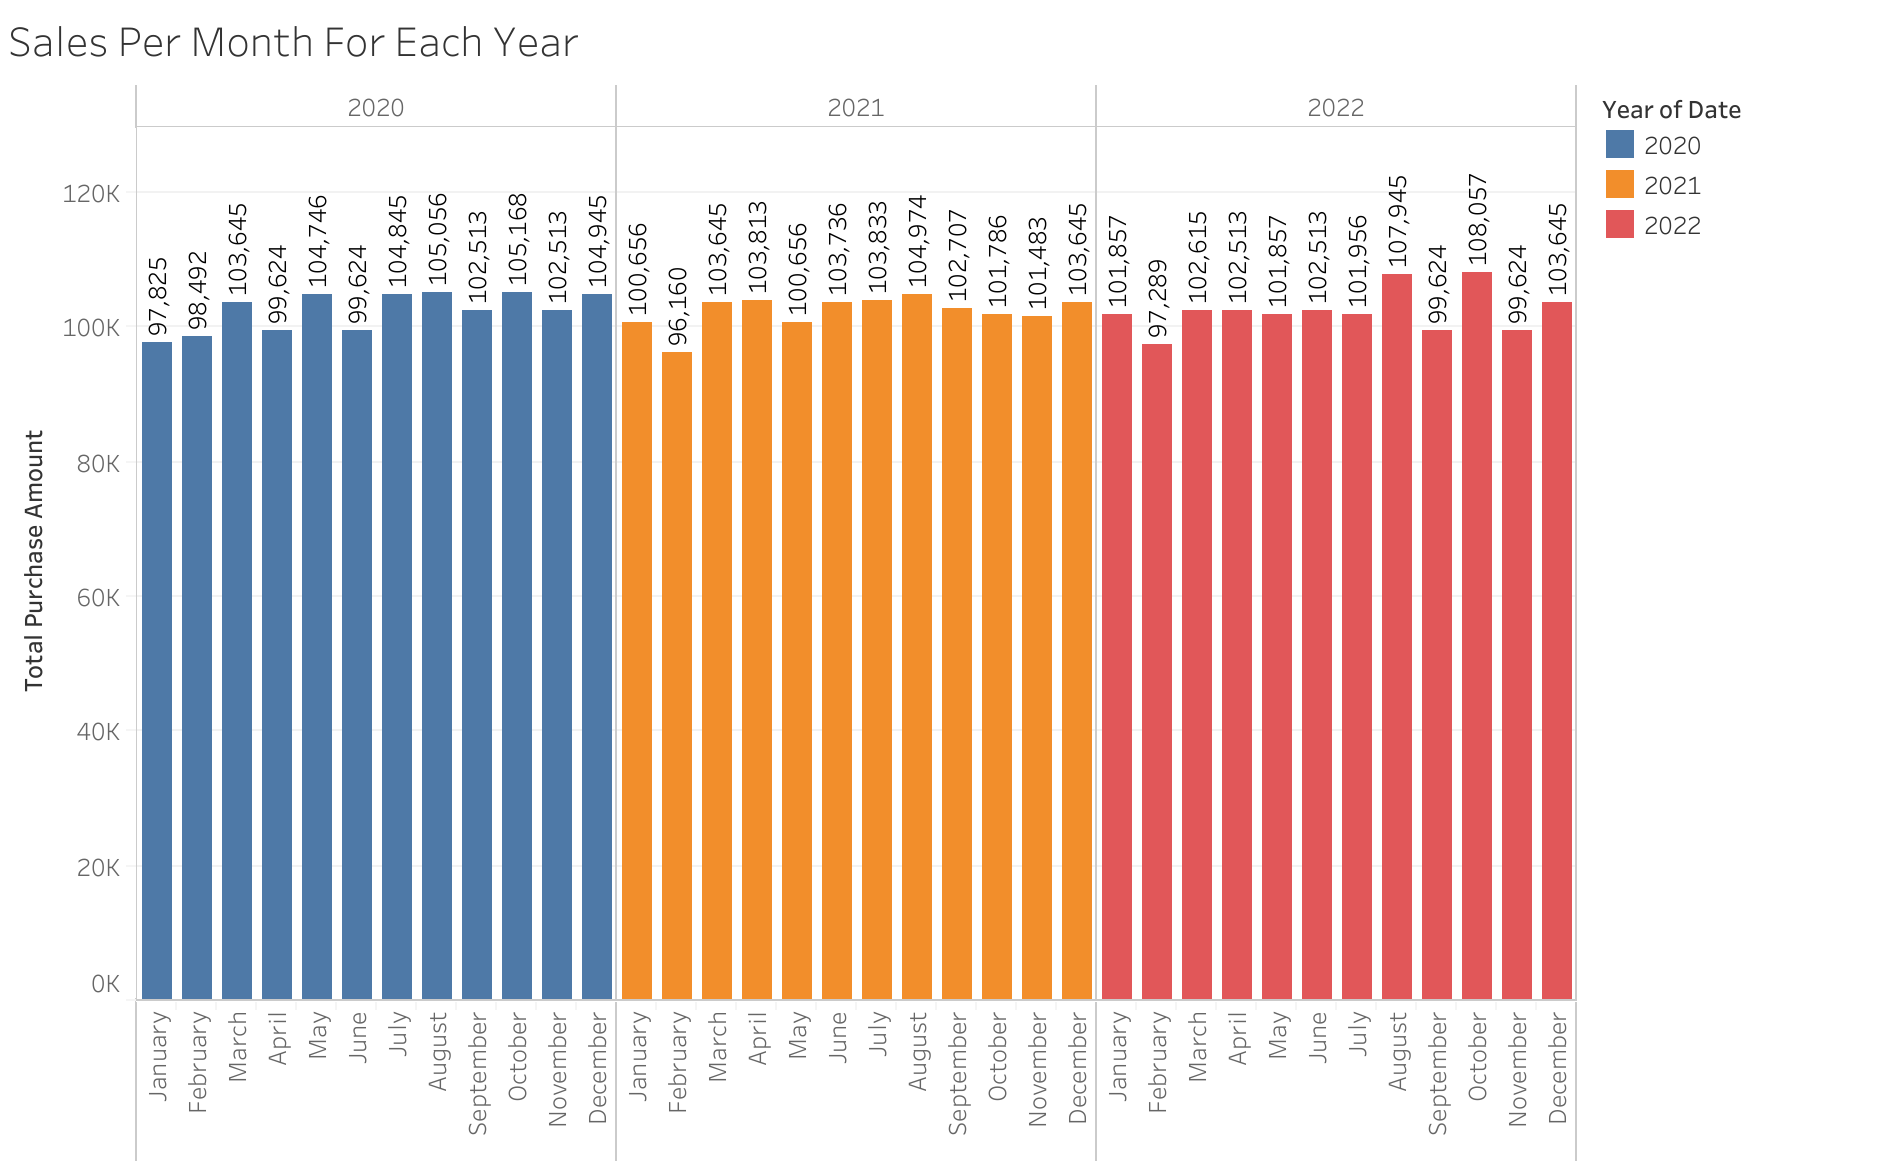 Sales Per Month For Each Year
2020
2021
2022
Year of Date
2020
2021
2022
Total Purchase Amount
120K
100K
80K
60K
40K
20K
0K
97,825
98,492
103,645
99,624
104,746
99,624
104,845
105,056
102,513
105,168
102,513
104,945
100,656
96,160
103,645
103,813
100,656
103,736
103,833
104,974
102,707
101,786
101,483
103,645
101,857
97,289
102,615
102,513
101,857
102,513
101,956
107,945
99,624
108,057
99,624
103,645
January
February
March
April
May
June
July
August
September
October
November
December
January
February
March
April
May
June
July
August
September
October
November
December
January
February
March
April
May
June
July
August
September
October
November
December